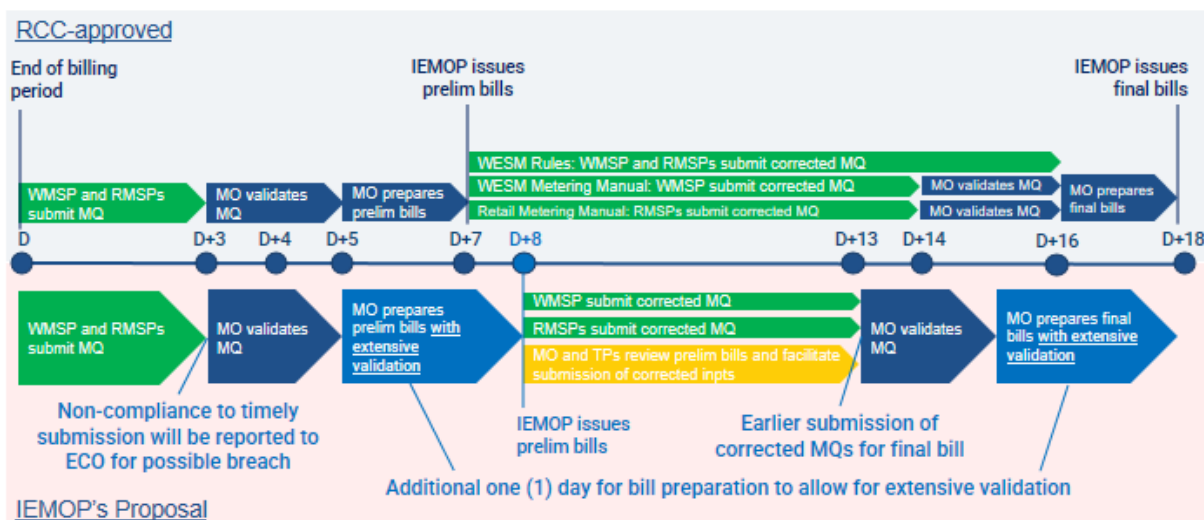 RCC-approved
End of billing
period
IEMOP issues
prelim bills
IEMOP issues
final bills
WESM Rules: WMSP and RMSPs submit corrected MQ
WMSP and RMSPs
submit MQ
MO validates
MQ
MO prepares
prelim bills
WESM Metering Manual: WMSP submit corrected MQ
MO validates MQ
Retail Metering Manual: RMSPs submit corrected MQ
MO validates MQ
MO prepares
final bills
D
D+3
D+4
D+5
D+7
D+8
D+13
D+14
D+16
D+18
WMSP and RMSPs
submit MQ
MO validates
MQ
MO prepares
prelim bills with
extensive
validation
WMSP submit corrected MQ
RMSPs submit corrected MQ
MO and TPs review prelim bills and facilitate
submission of corrected inpts
MO validates
MQ
MO prepares final
bills with extensive
validation
Non-compliance to timely
submission will be reported to
ECO for possible breach
IEMOP issues
prelim bills
Earlier submission of
corrected MQs for final bill
Additional one (1) day for bill preparation to allow for extensive validation
IEMOP's Proposal